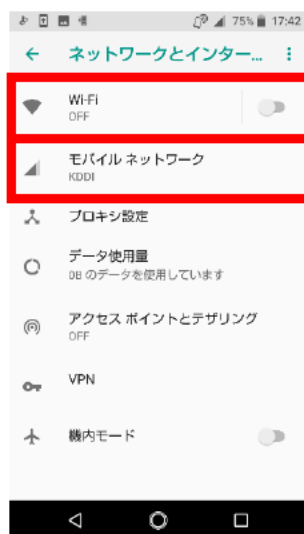 75% 17:42
ネットワークとインター...
Wi-Fi
OFF
モバイル ネットワーク
KDDI
プロキシ設定
データ使用量
0B のデータを使用しています
アクセス ポイントとテザリング
OFF
VPN
機内モード